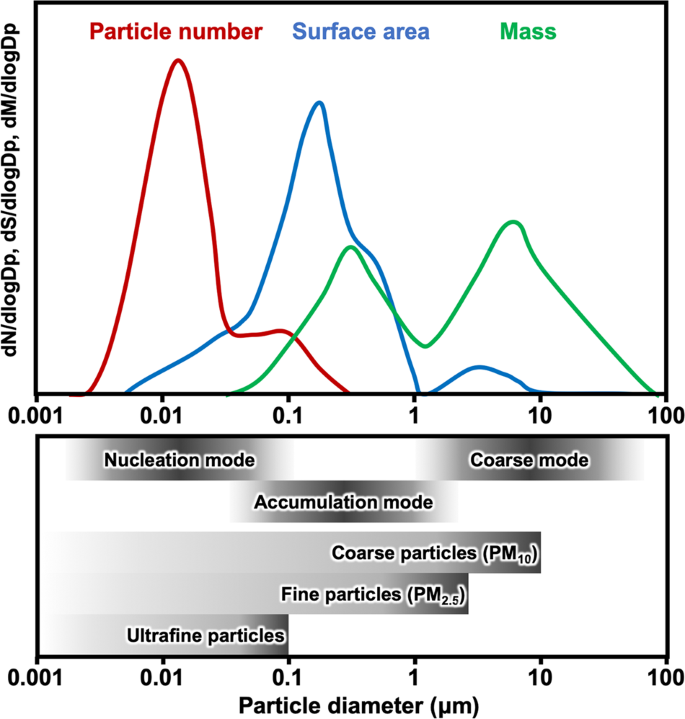 Particle number
Surface area
Mass
dN/dlogDp, dS/dlogDp, dM/dlogDp
0.001 0.01 0.1 1 10 100
Nucleation mode
Coarse mode
Accumulation mode
Coarse particles (PM10)
Fine particles (PM2.5)
Ultrafine particles
0.001 0.01 0.1 1 10 100
Particle diameter (μm)